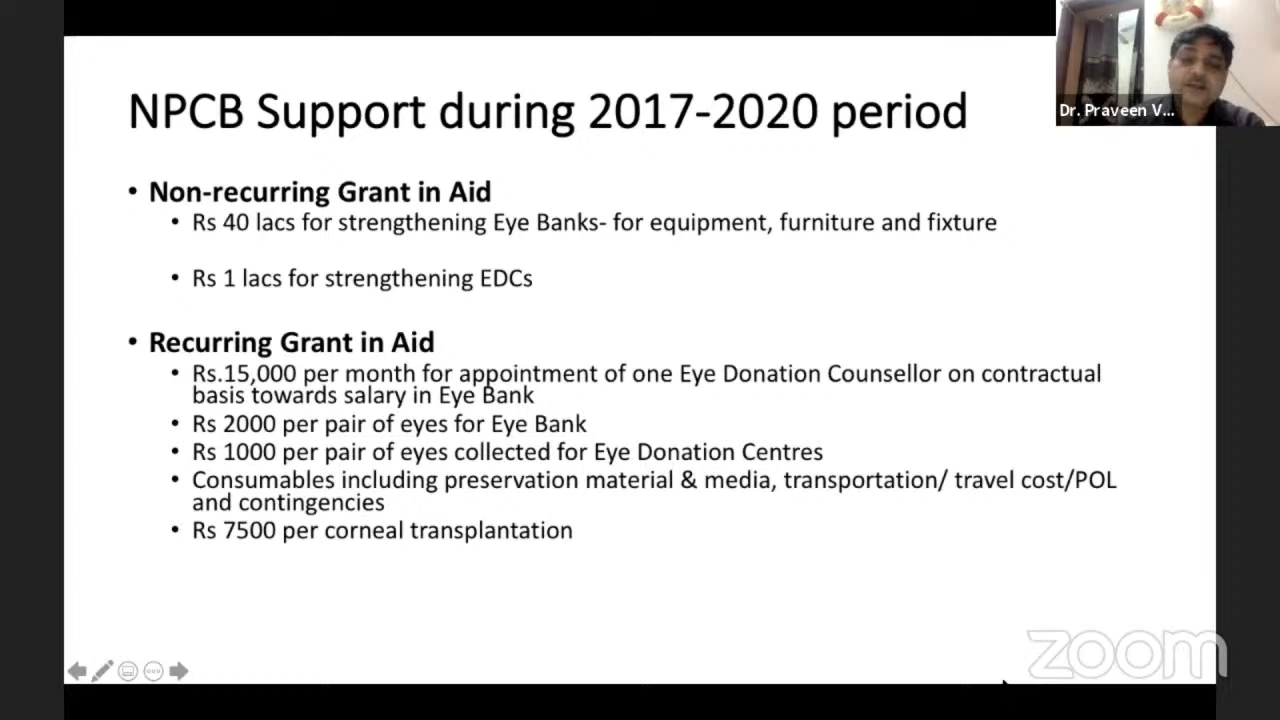 NPCB Support during 2017-2020 period
Dr. Praveen V...
• Non-recurring Grant in Aid
• Rs 40 lacs for strengthening Eye Banks- for equipment, furniture and fixture
• Rs 1 lacs for strengthening EDCs
• Recurring Grant in Aid
• Rs.15,000 per month for appointment of one Eye Donation Counsellor on contractual
basis towards salary in Eye Bank
• Rs 2000 per pair of eyes for Eye Bank
• Rs 1000 per pair of eyes collected for Eye Donation Centres
• Consumables including preservation material & media, transportation/ travel cost/POL
and contingencies
• Rs 7500 per corneal transplantation
zoom